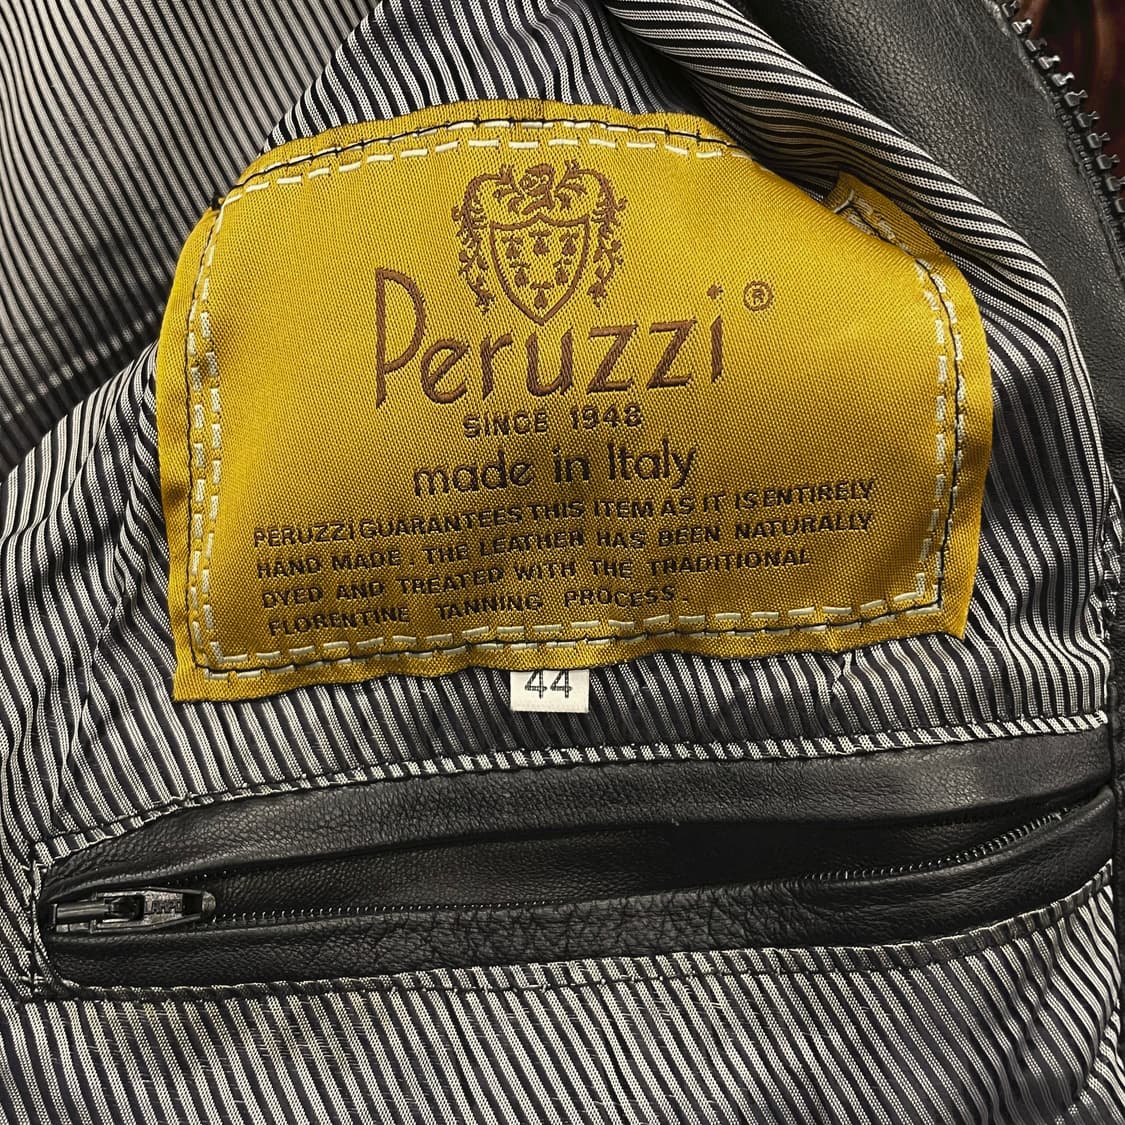 Peruzzi®
SINCE 1948
made in Italy
PERUZZI GUARANTEES THIS ITEM AS IT IS ENTIRELY
HAND MADE. THE LEATHER HAS BEEN NATURALLY
DYED AND TREATED WITH THE TRADITIONAL
FLORENTINE TANNING PROCESS.
44